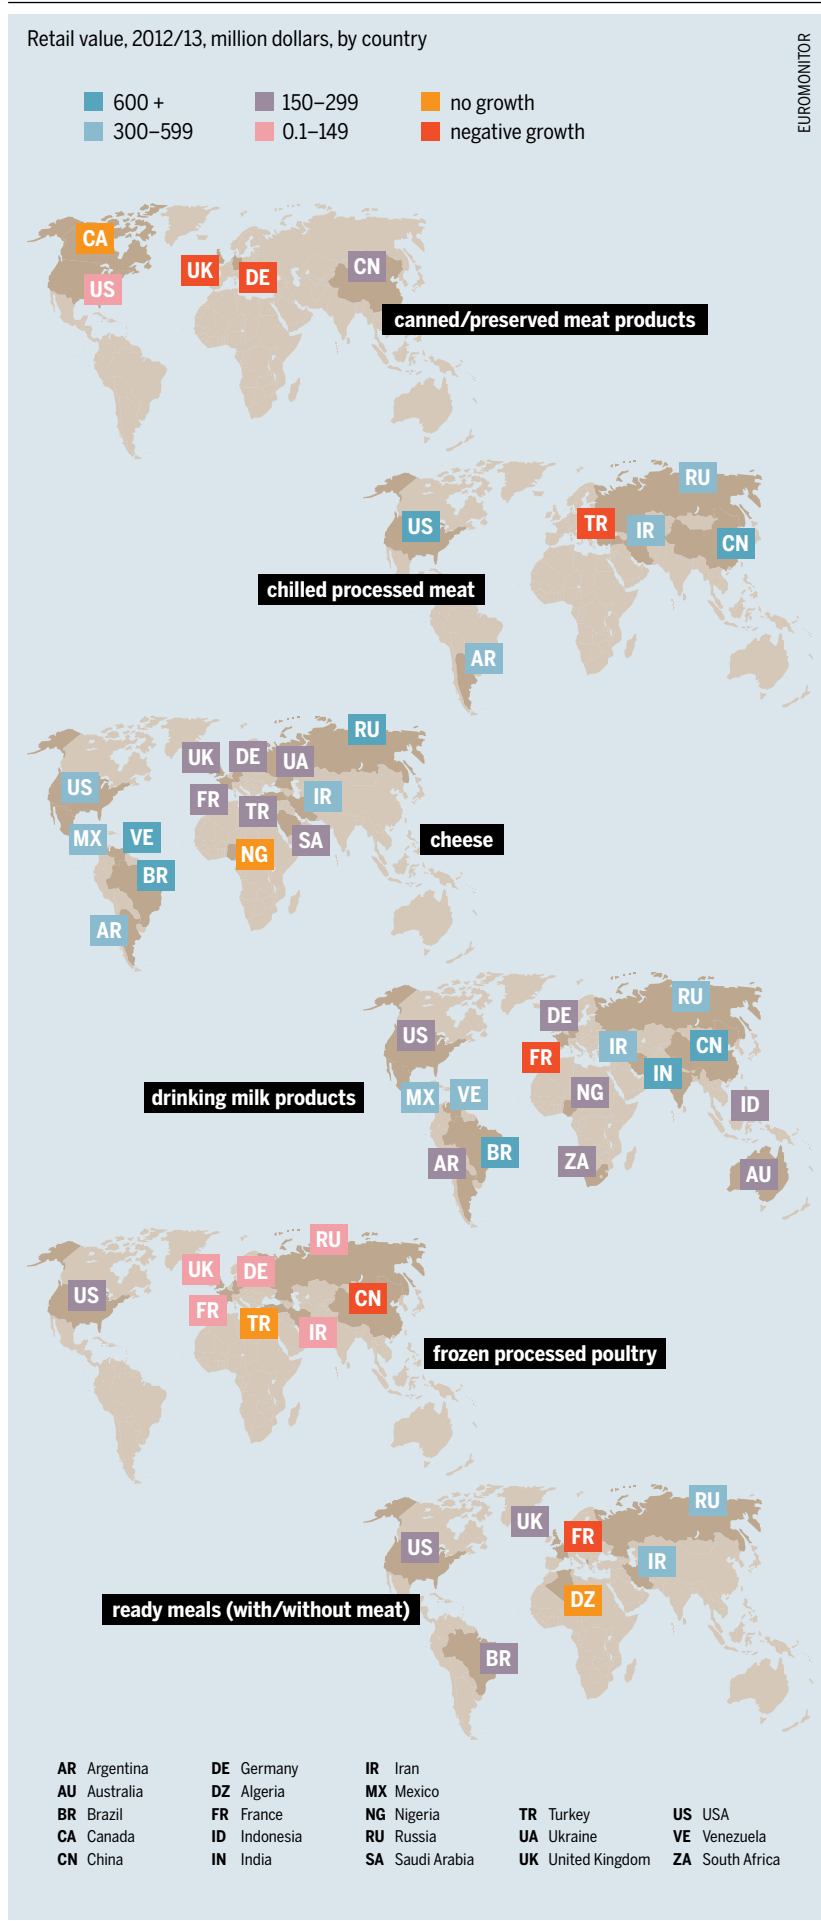 Retail value, 2012/13, million dollars, by country
EUROMONITOR
600 +
150–299
no growth
300–599
0.1–149
negative growth
CA
UK
DE
CN
US
canned/preserved meat products
RU
US
TR
IR
CN
chilled processed meat
AR
RU
UK
DE
UA
US
FR
IR
TR
MX
VE
SA
cheese
NG
BR
AR
RU
DE
US
FR
IR
CN
IN
drinking milk products
MX
VE
NG
ID
AR
BR
ZA
AU
RU
UK
DE
US
CN
FR
TR
IR
frozen processed poultry
RU
UK
FR
US
IR
ready meals (with/without meat)
DZ
BR
AR Argentina
AU Australia
BR Brazil
CA Canada
CN China
DE Germany
DZ Algeria
FR France
ID Indonesia
IN India
IR Iran
MX Mexico
NG Nigeria
RU Russia
SA Saudi Arabia
TR Turkey
UA Ukraine
UK United Kingdom
US USA
VE Venezuela
ZA South Africa